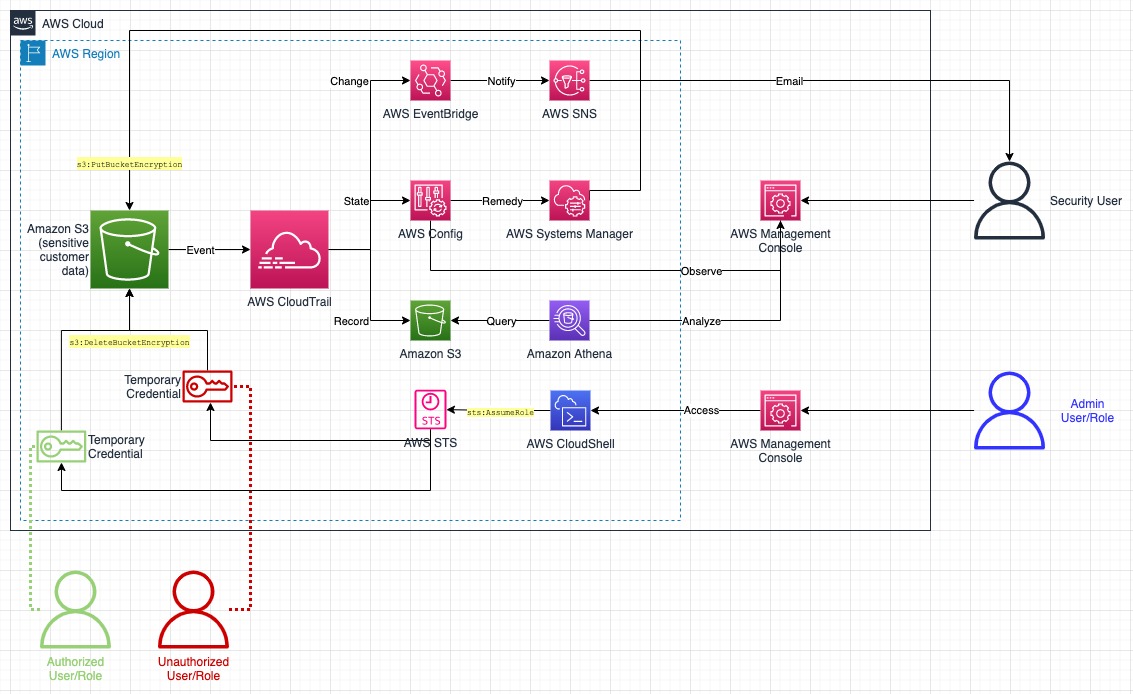 aws
AWS Cloud
AWS Region
Change
AWS EventBridge
Notify
AWS SNS
Email
s3:PutBucketEncryption
Amazon S3
(sensitive
customer
data)
Event
AWS CloudTrail
State
AWS Config
Remedy
AWS Systems Manager
AWS Management
Console
Security User
Observe
Record
Amazon S3
Query
Amazon Athena
Analyze
s3:DeleteBucketEncryption
Temporary
Credential
Temporary
Credential
STS
AWS STS
sts:AssumeRole
AWS CloudShell
Access
AWS Management
Console
Admin
User/Role
Authorized
User/Role
Unauthorized
User/Role